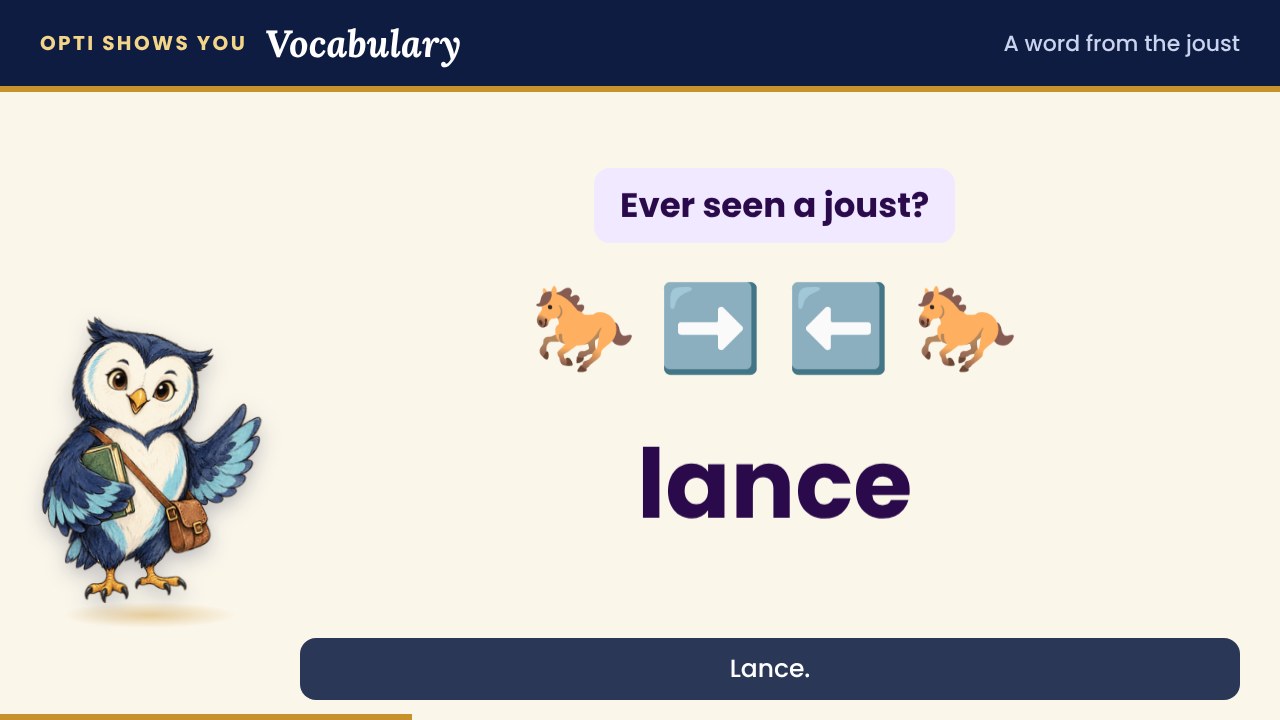 OPTI SHOWS YOU Vocabulary
A word from the joust
Ever seen a joust?
lance
Lance.